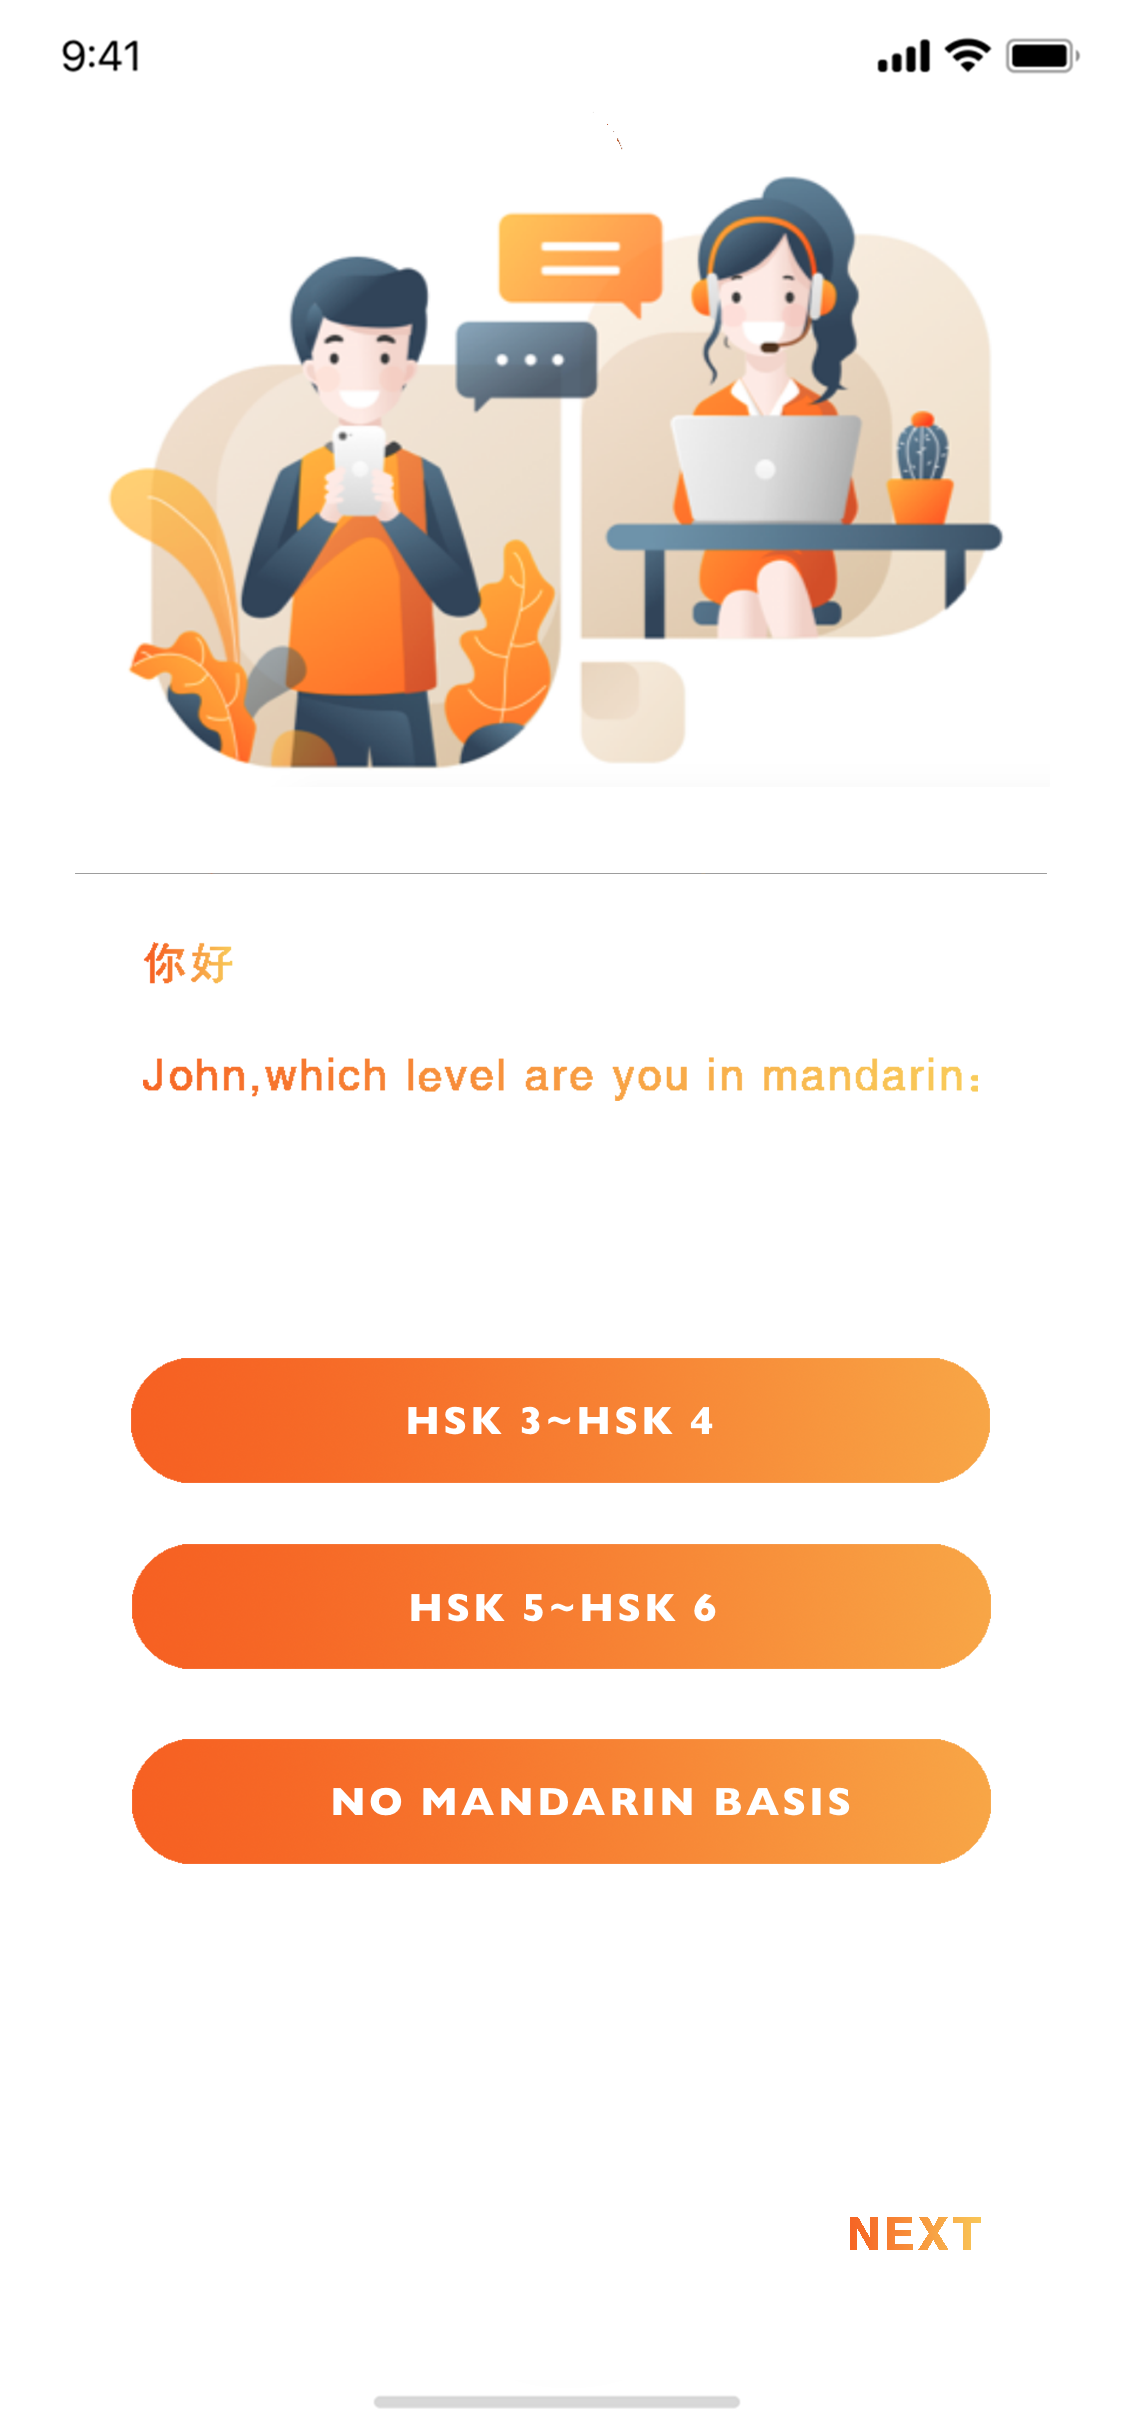 9:41
你好
John,which level are you in mandarin：
HSK 3~HSK 4
HSK 5~HSK 6
NO MANDARIN BASIS
NEXT